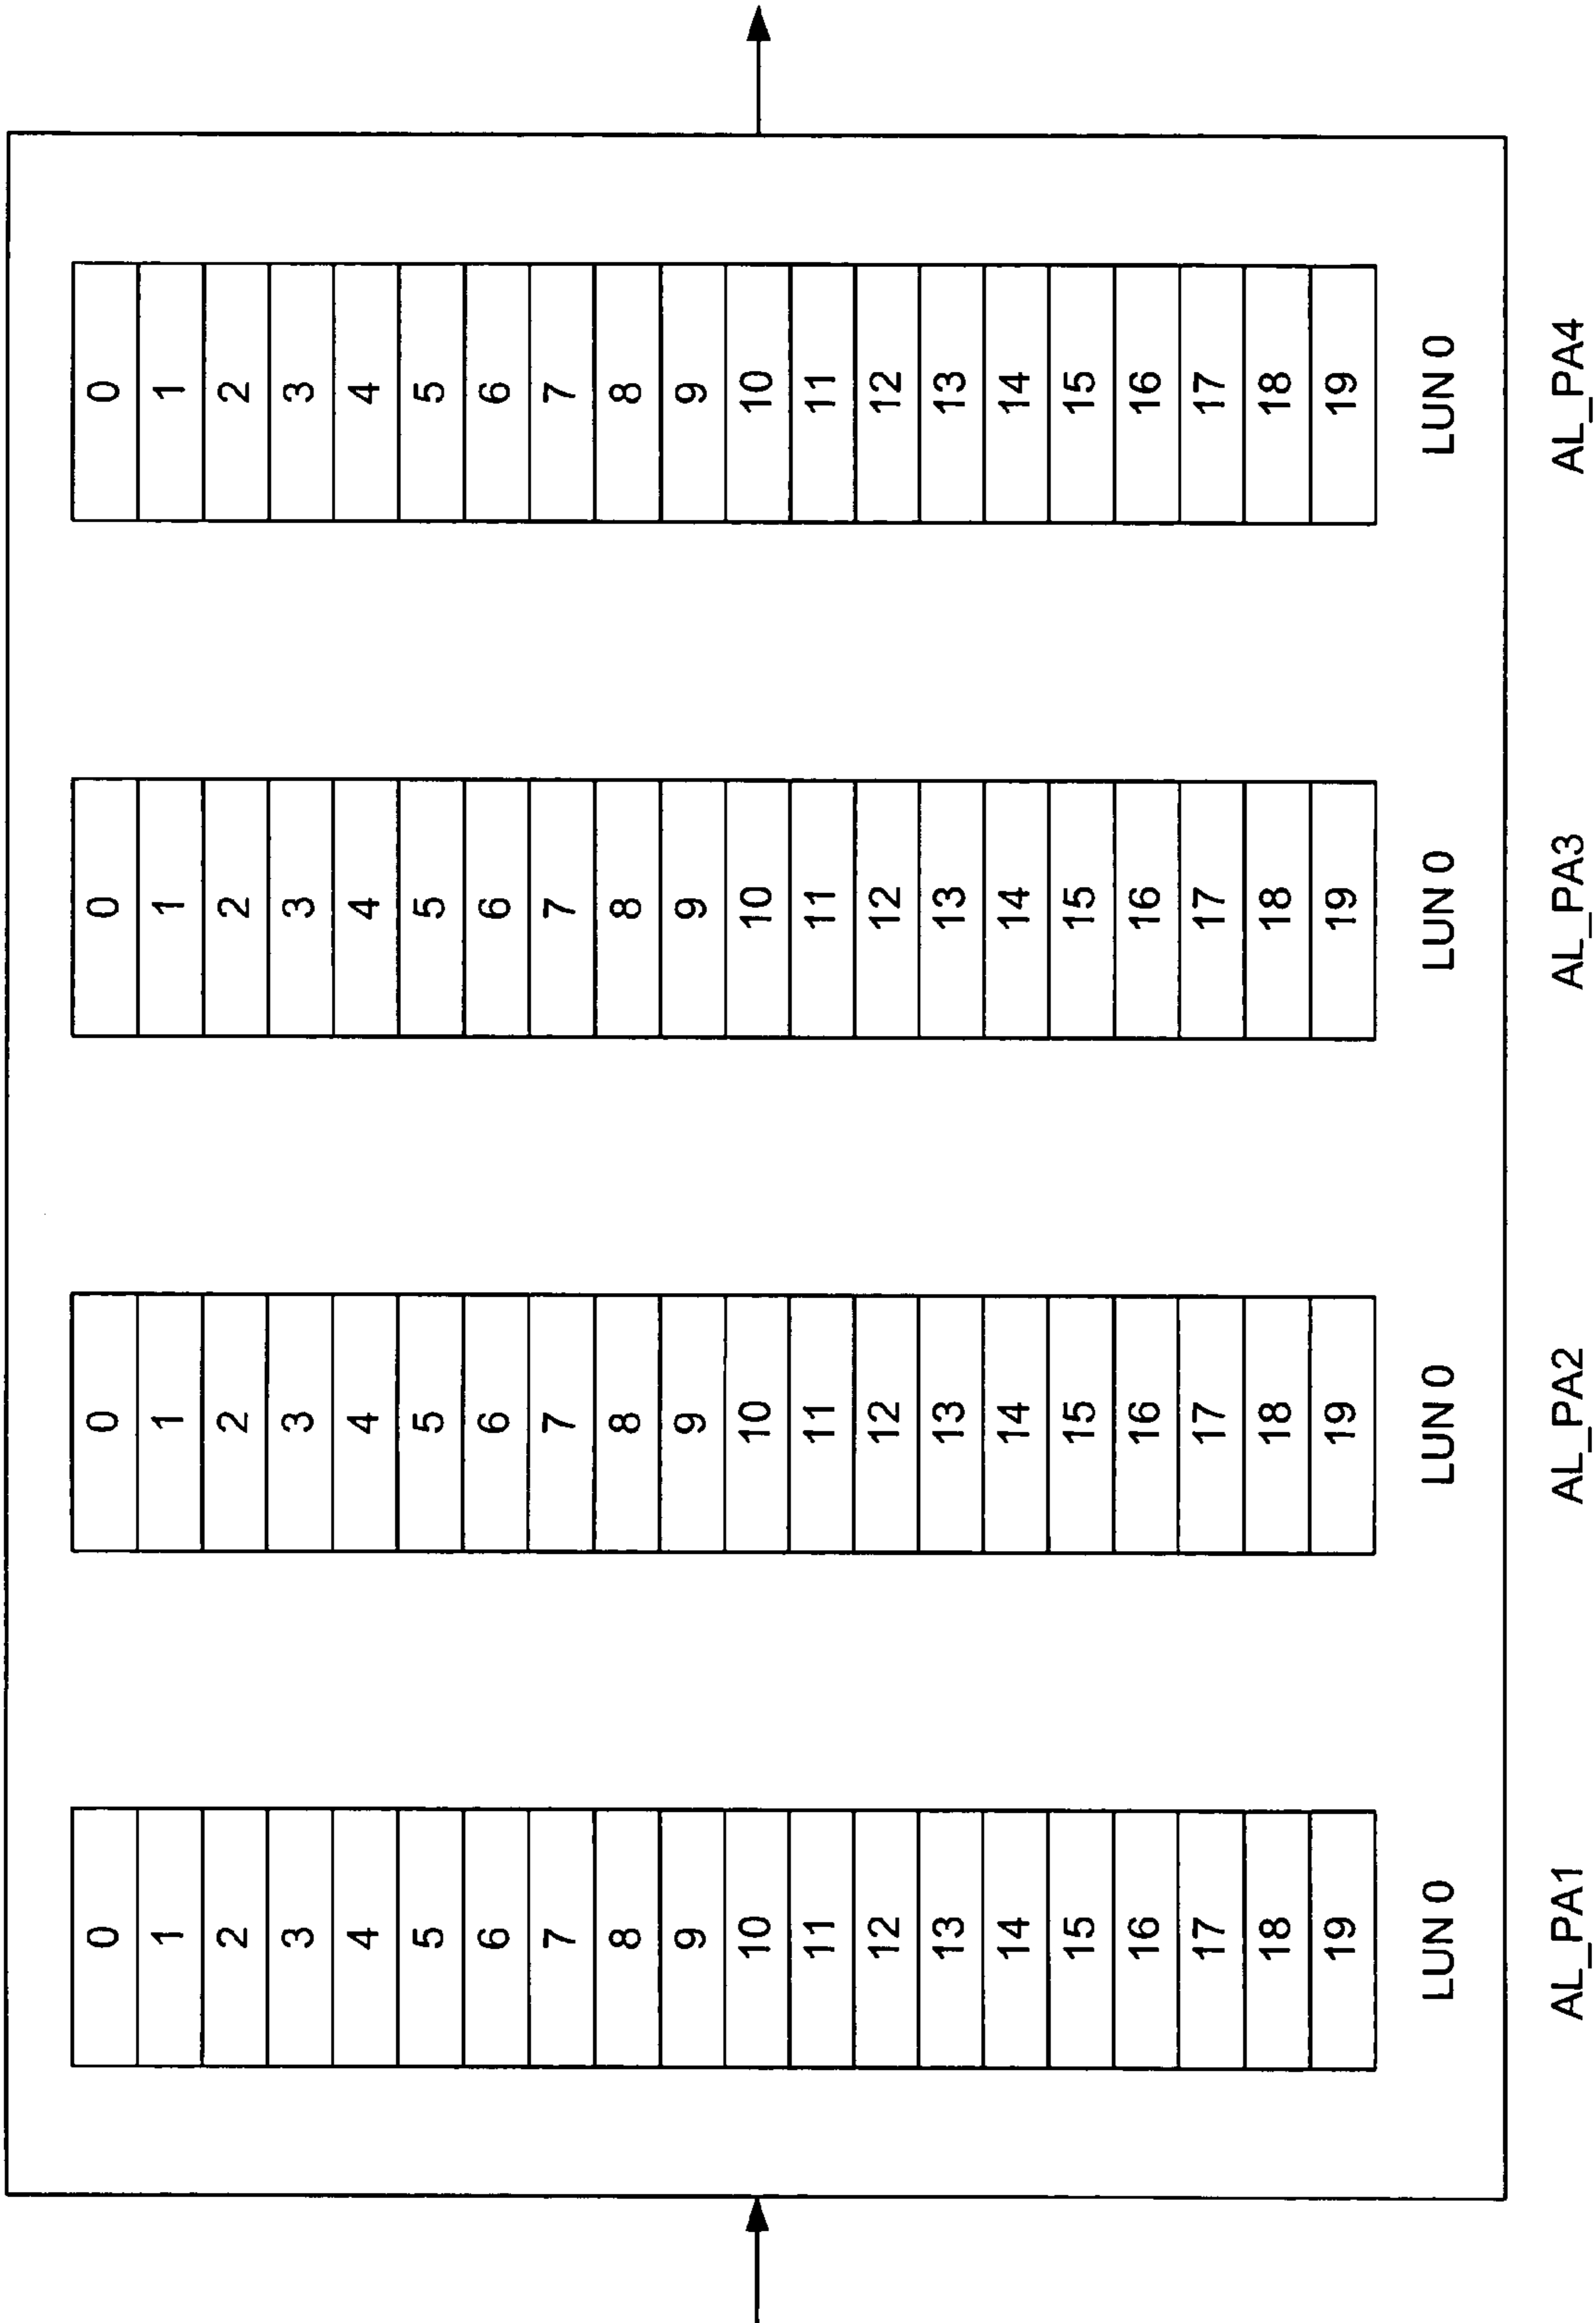 0 0 0 0
1 1 1 1
2 2 2 2
3 3 3 3
4 4 4 4
5 5 5 5
6 6 6 6
7 7 7 7
8 8 8 8
9 9 9 9
10 10 10 10
11 11 11 11
12 12 12 12
13 13 13 13
14 14 14 14
15 15 15 15
16 16 16 16
17 17 17 17
18 18 18 18
19 19 19 19
LUN 0 LUN 0 LUN 0 LUN 0
AL_PA1 AL_PA2 AL_PA3 AL_PA4